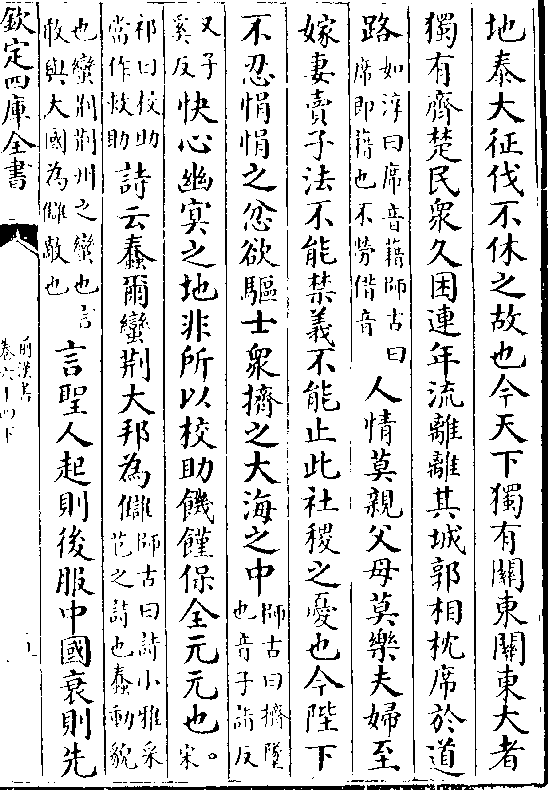 地泰大征伐不休之故也今天下獨有關東關東大者
獨有齊楚民衆久困連年流離離其城郭相枕席於道
路如淳曰席音藉師古曰席即藉也不勞借音人情莫親父母莫樂夫婦至
嫁妻賣子法不能禁義不能止此社稷之憂也今陛下
不忍悁悁之忿欲驅士衆擠之大海之中師古曰擠墜也音子詣反
又子奚反快心幽冥之地非所以校助饑饉保全元元也。宋
祁曰校助當作救助詩云蠢爾蠻荆大邦為讎師古曰詩小雅采芑之詩也蠢動貌
也蠻荆荆州之蠻也言敢與大國為讎敵也言聖人起則後服中國衰則先
欽定四庫全書
前漢書
卷六十四下